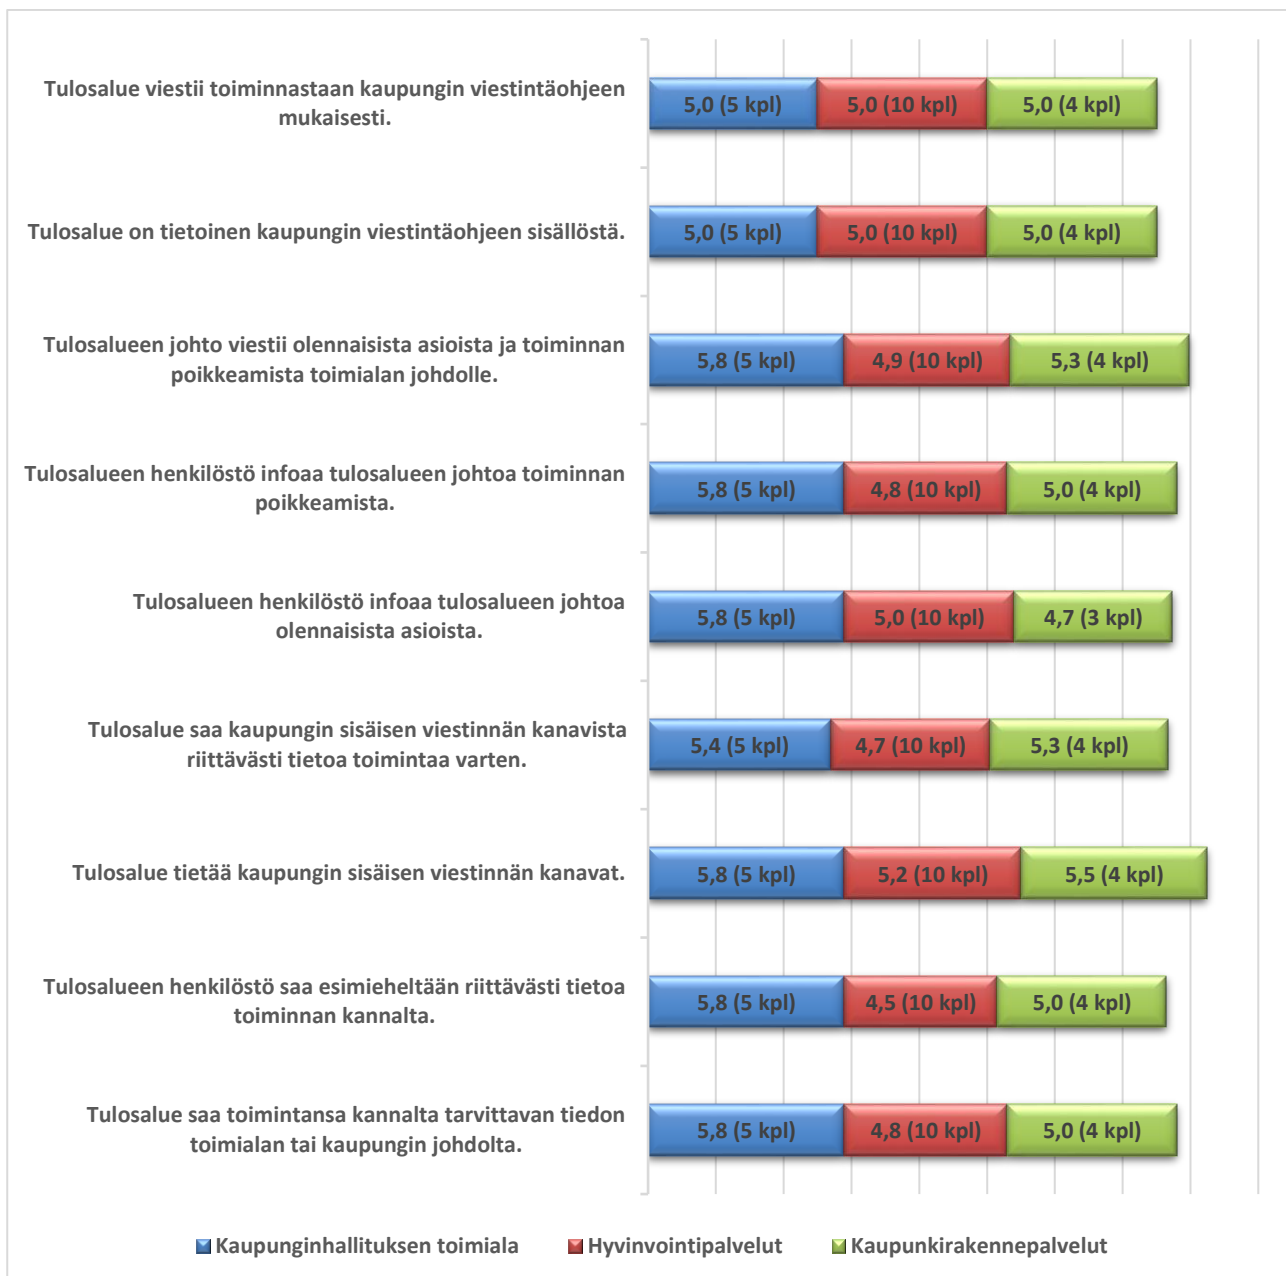 Tulosalue viestii toiminnastaan kaupungin viestintäohjeen
mukaisesti.
5,0 (5 kpl) 5,0 (10 kpl) 5,0 (4 kpl)
Tulosalue on tietoinen kaupungin viestintäohjeen sisällöstä.
5,0 (5 kpl) 5,0 (10 kpl) 5,0 (4 kpl)
Tulosalueen johto viestii olennaisista asioista ja toiminnan
poikkeamista toimialan johdolle.
5,8 (5 kpl) 4,9 (10 kpl) 5,3 (4 kpl)
Tulosalueen henkilöstö infoaa tulosalueen johtoa toiminnan
poikkeamista.
5,8 (5 kpl) 4,8 (10 kpl) 5,0 (4 kpl)
Tulosalueen henkilöstö infoaa tulosalueen johtoa
olennaisista asioista.
5,8 (5 kpl) 5,0 (10 kpl) 4,7 (3 kpl)
Tulosalue saa kaupungin sisäisen viestinnän kanavista
riittävästi tietoa toimintaa varten.
5,4 (5 kpl) 4,7 (10 kpl) 5,3 (4 kpl)
Tulosalue tietää kaupungin sisäisen viestinnän kanavat.
5,8 (5 kpl) 5,2 (10 kpl) 5,5 (4 kpl)
Tulosalueen henkilöstö saa esimieheltään riittävästi tietoa
toiminnan kannalta.
5,8 (5 kpl) 4,5 (10 kpl) 5,0 (4 kpl)
Tulosalue saa toimintansa kannalta tarvittavan tiedon
toimialan tai kaupungin johdolta.
5,8 (5 kpl) 4,8 (10 kpl) 5,0 (4 kpl)
Kaupunginhallituksen toimiala Hyvinvointipalvelut Kaupunkirakennepalvelut